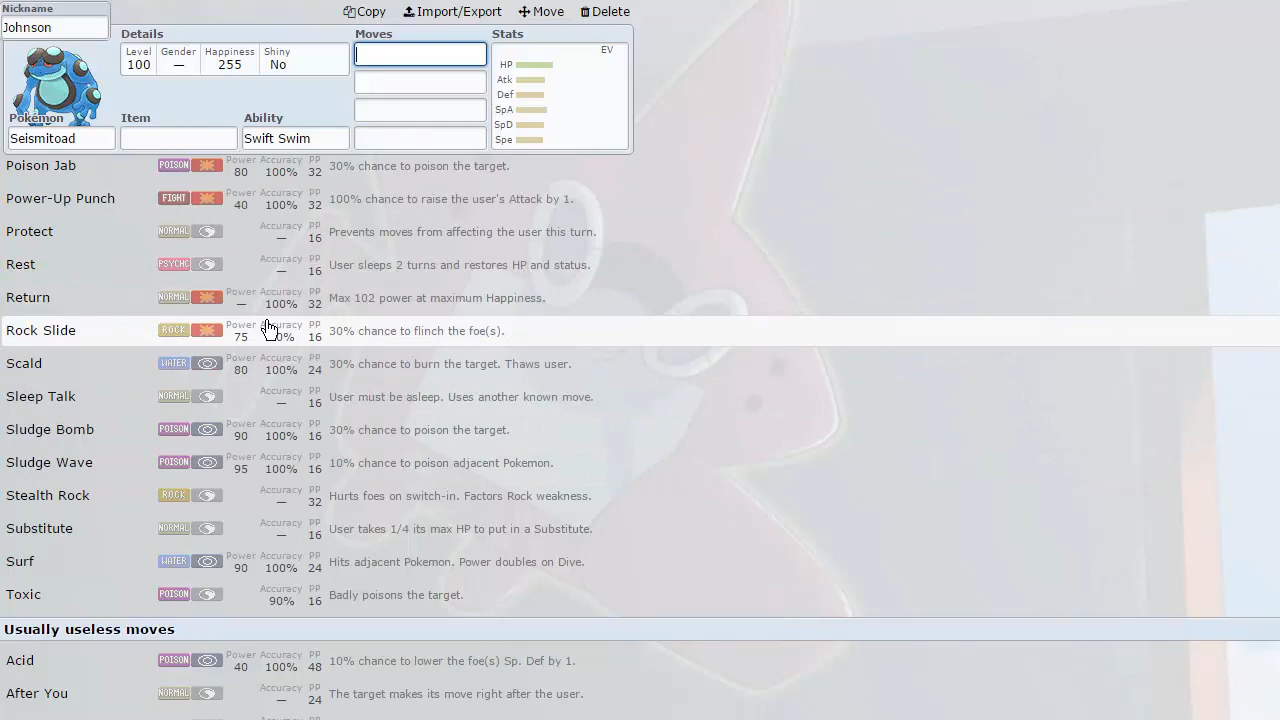 Nickname
Johnson
Copy Import/Export Move Delete
Details
Level Gender Happiness Shiny
100 — 255 No
Moves
Stats
EV
HP
Atk
Def
SpA
SpD
Spe
Pokémon Item Ability
Seismitoad Swift Swim
Poison Jab POISON Power 80 Accuracy 100% PP 32 30% chance to poison the target.
Power-Up Punch FIGHT Power 40 Accuracy 100% PP 32 100% chance to raise the user's Attack by 1.
Protect NORMAL Accuracy — PP 16 Prevents moves from affecting the user this turn.
Rest PSYCHC Accuracy — PP 16 User sleeps 2 turns and restores HP and status.
Return NORMAL Power — Accuracy 100% PP 32 Max 102 power at maximum Happiness.
Rock Slide ROCK Power 75 PP 16 30% chance to flinch the foe(s).
Scald WATER Power 80 Accuracy 100% PP 24 30% chance to burn the target. Thaws user.
Sleep Talk NORMAL Accuracy — PP 16 User must be asleep. Uses another known move.
Sludge Bomb POISON Power 90 Accuracy 100% PP 16 30% chance to poison the target.
Sludge Wave POISON Power 95 Accuracy 100% PP 16 10% chance to poison adjacent Pokemon.
Stealth Rock ROCK Accuracy — PP 32 Hurts foes on switch-in. Factors Rock weakness.
Substitute NORMAL Accuracy — PP 16 User takes 1/4 its max HP to put in a Substitute.
Surf WATER Power 90 Accuracy 100% PP 24 Hits adjacent Pokemon. Power doubles on Dive.
Toxic POISON Accuracy 90% PP 16 Badly poisons the target.
Usually useless moves
Acid POISON Power 40 Accuracy 100% PP 48 10% chance to lower the foe(s) Sp. Def by 1.
After You NORMAL Accuracy — PP 24 The target makes its move right after the user.